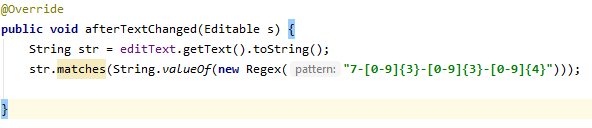 @Override
public void afterTextChanged(Editable s) {
String str = editText.getText().toString();
str.matches(String.valueOf(new Regex( pattern: "7-[0-9]{3}-[0-9]{3}-[0-9]{4}")));
}